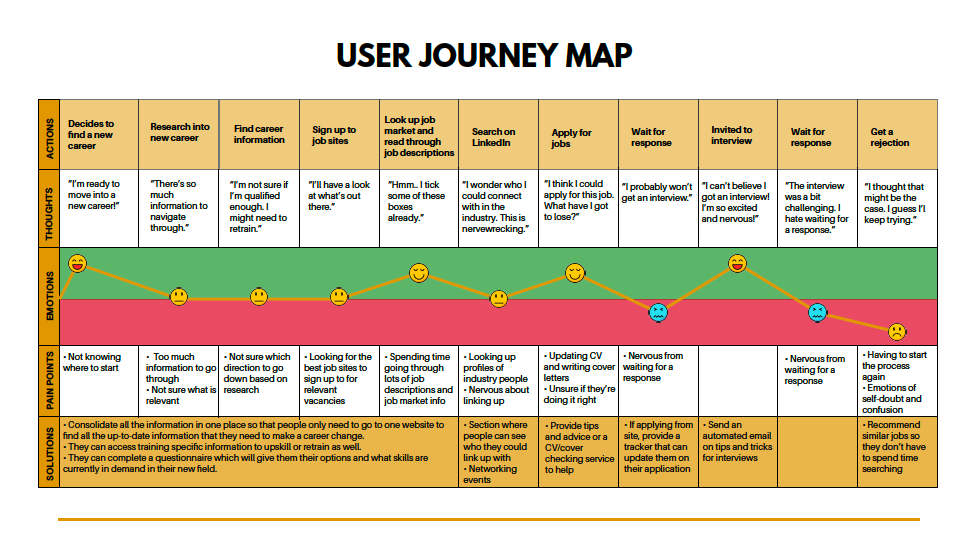 USER JOURNEY MAP
ACTIONS
Decides to
find a new
career
Research into
new career
Find career
information
Sign up to
job sites
Look up job
market and
read through
job descriptions
Search on
LinkedIn
Apply for
jobs
Wait for
response
Invited to
interview
Wait for
response
Get a
rejection
THOUGHTS
"I'm ready to
move into a
new career!"
"There's so
much
information to
navigate
through."
"I'm not sure if
I'm qualified
enough. I
might need to
retrain."
"I'll have a look
at what's out
there."
"Hmm.. I tick
some of these
boxes
already."
"I wonder who I
could connect
with in the
industry. This is
nervewrecking."
"I think I could
apply for this job.
What have I got
to lose?"
"I probably won't
get an interview."
"I can't believe I
got an interview!
I'm so excited
and nervous!"
"The interview
was a bit
challenging. I
hate waiting for
a response."
"I thought that
might be the
case. I guess I'l
keep trying."
EMOTIONS
PAIN POINTS
• Not knowing
where to start
• Too much
information to go
through
• Not sure what is
relevant
• Not sure which
direction to go
down based on
research
• Looking for the
best job sites to
sign up to for
relevant
vacancies
• Spending time
going through
lots of job
descriptions and
job market info
• Looking up
profiles of
industry people
• Nervous about
linking up
• Updating CV
and writing cover
letters
• Unsure if they're
doing it right
• Nervous from
waiting for a
response
• Nervous from
waiting for a
response
• Having to start
the process
again
• Emotions of
self-doubt and
confusion
SOLUTIONS
• Consolidate all the information in one place so that people only need to go to one website to
find all the up-to-date information that they need to make a career change.
• They can access training specific information to upskill or retrain as well.
• They can complete a questionnaire which will give them their options and what skills are
currently in demand in their new field.
• Section where
people can see
who they could
link up with
• Networking
events
• Provide tips
and advice or a
CV/cover
checking service
to help
• If applying from
site, provide a
tracker that can
update them on
their application
• Send an
automated email
on tips and tricks
for interviews
• Recommend
similar jobs so
they don't have
to spend time
searching